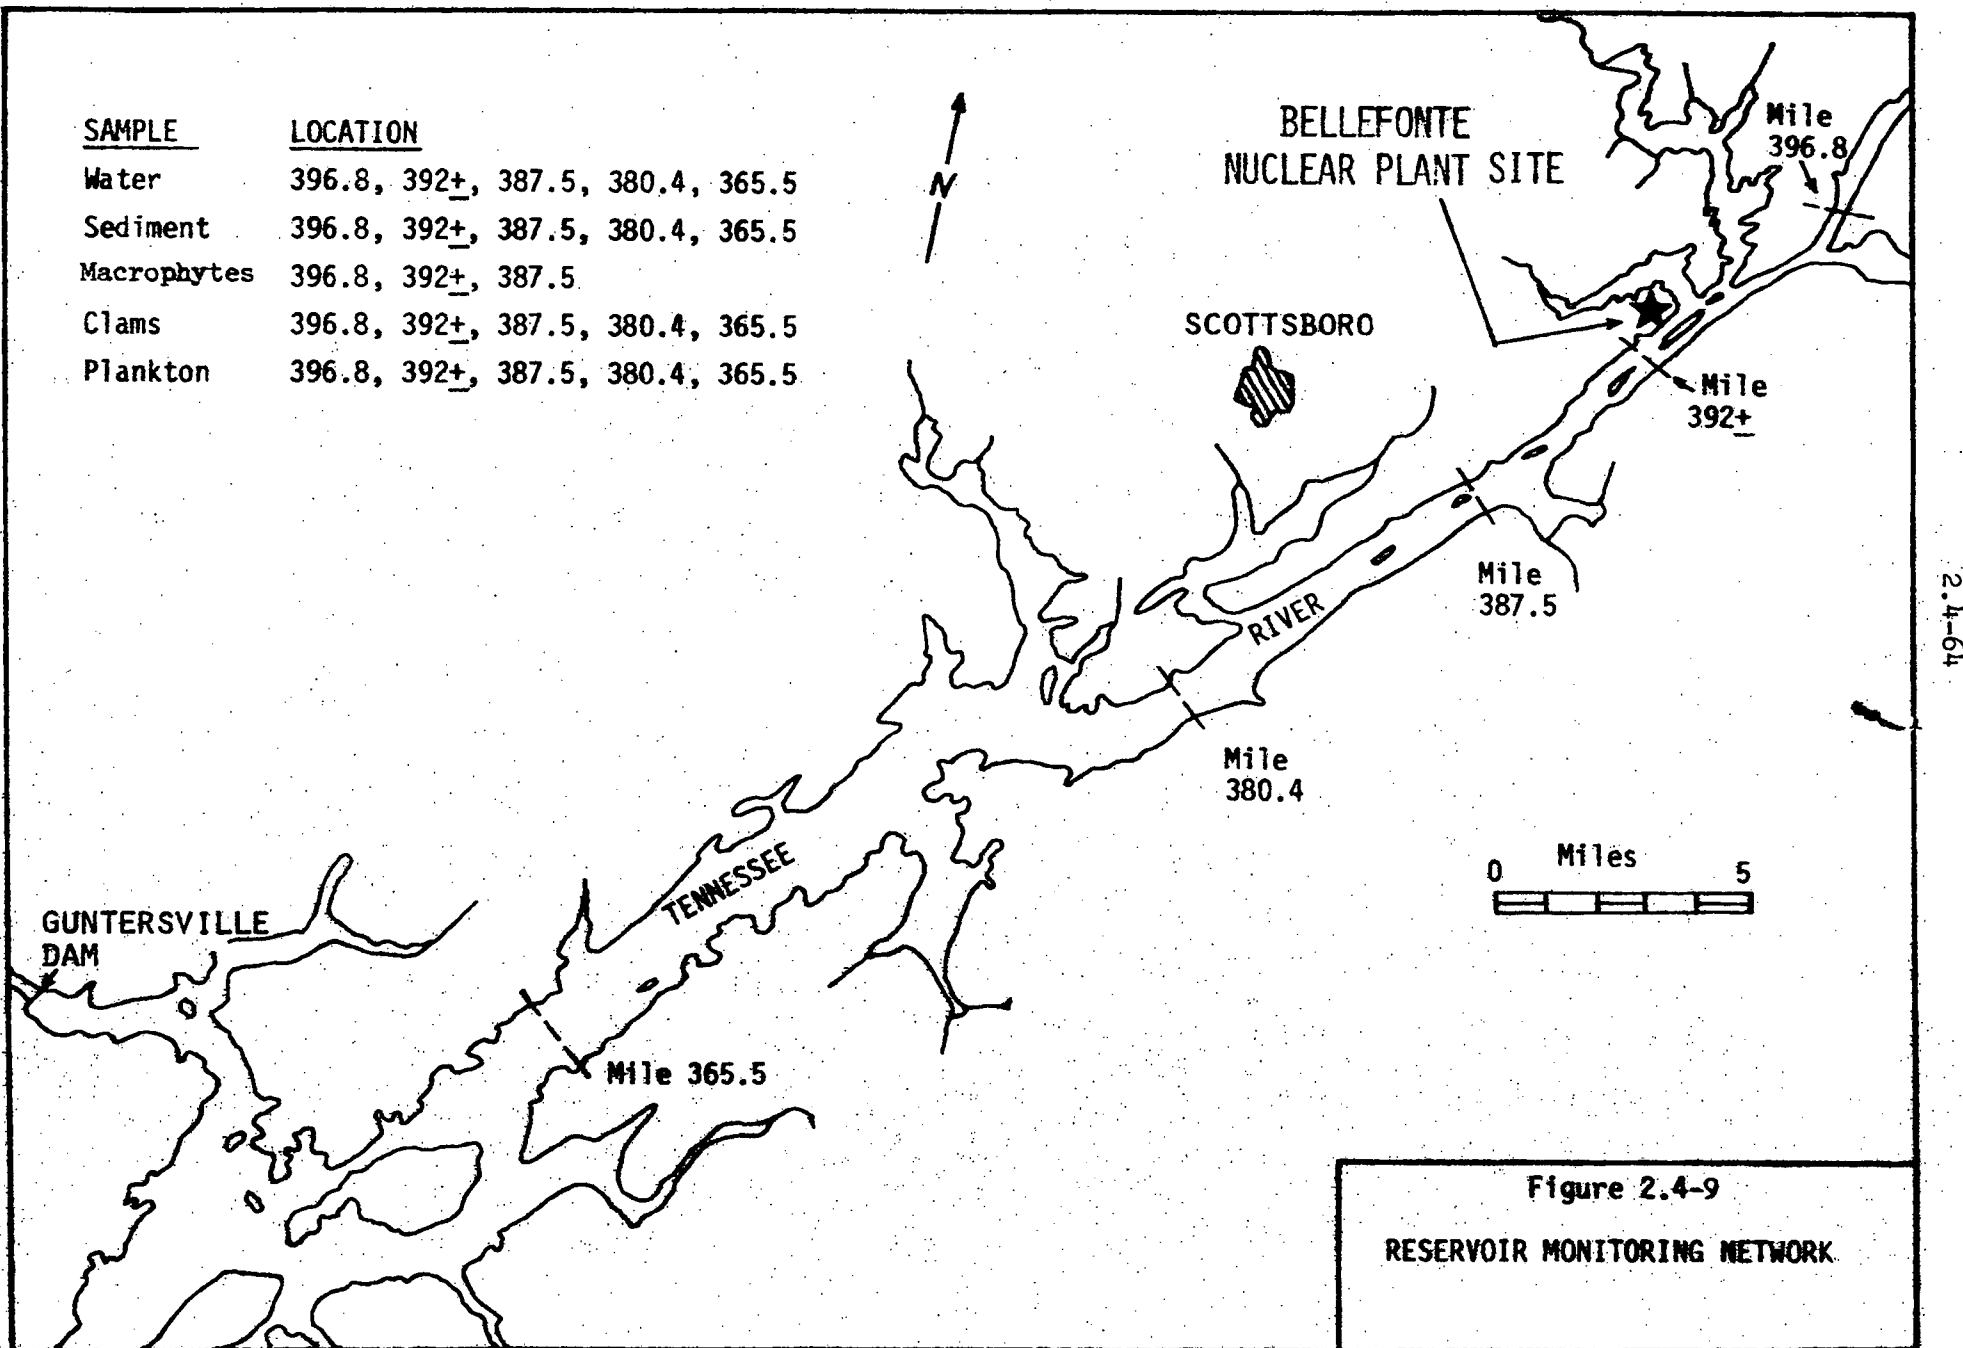 SAMPLE LOCATION
Water 396.8, 392±, 387.5, 380.4, 365.5
Sediment 396.8, 392±, 387.5, 380.4, 365.5
Macrophytes 396.8, 392±, 387.5
Clams 396.8, 392±, 387.5, 380.4, 365.5
Plankton 396.8, 392±, 387.5, 380.4, 365.5
N
BELLEFONTE
NUCLEAR PLANT SITE
Mile
396.8
SCOTTSBORO
Mile
392±
Mile
387.5
RIVER
Mile
380.4
TENNESSEE
0 Miles 5
GUNTERSVILLE
DAM
Mile 365.5
Figure 2.4-9
RESERVOIR MONITORING NETWORK
2.4-64